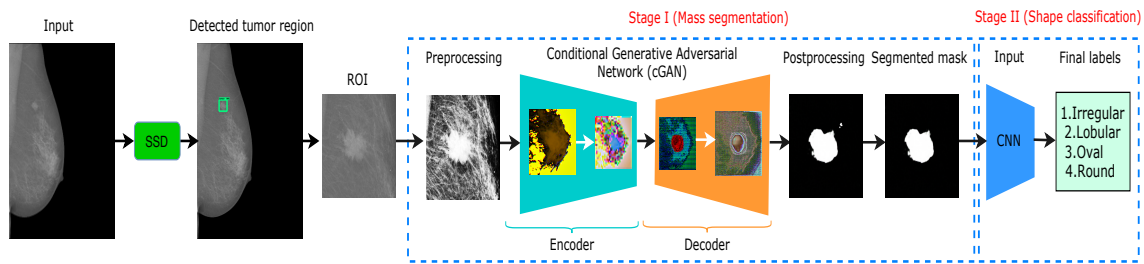 Stage I (Mass segmentation)
Stage II (Shape classification)
Input
Detected tumor region
ROI
Preprocessing
Conditional Generative Adversarial
Network (cGAN)
Postprocessing
Segmented mask
Input
Final labels
SSD
CNN
1.Irregular
2.Lobular
3.Oval
4.Round
Encoder
Decoder